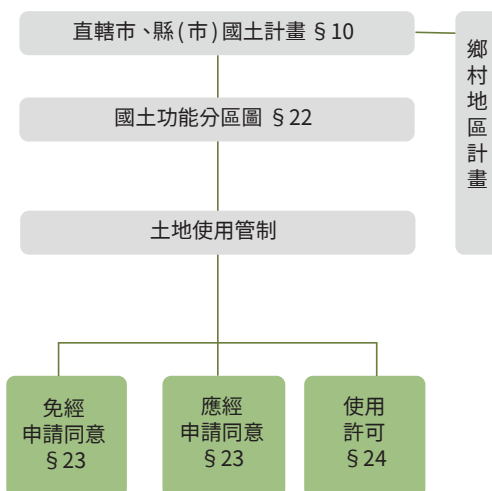 直轄市、縣(市)國土計畫 §10
鄉村地區計畫
國土功能分區圖 §22
土地使用管制
免經
申請同意
§23
應經
申請同意
§23
使用
許可
§24